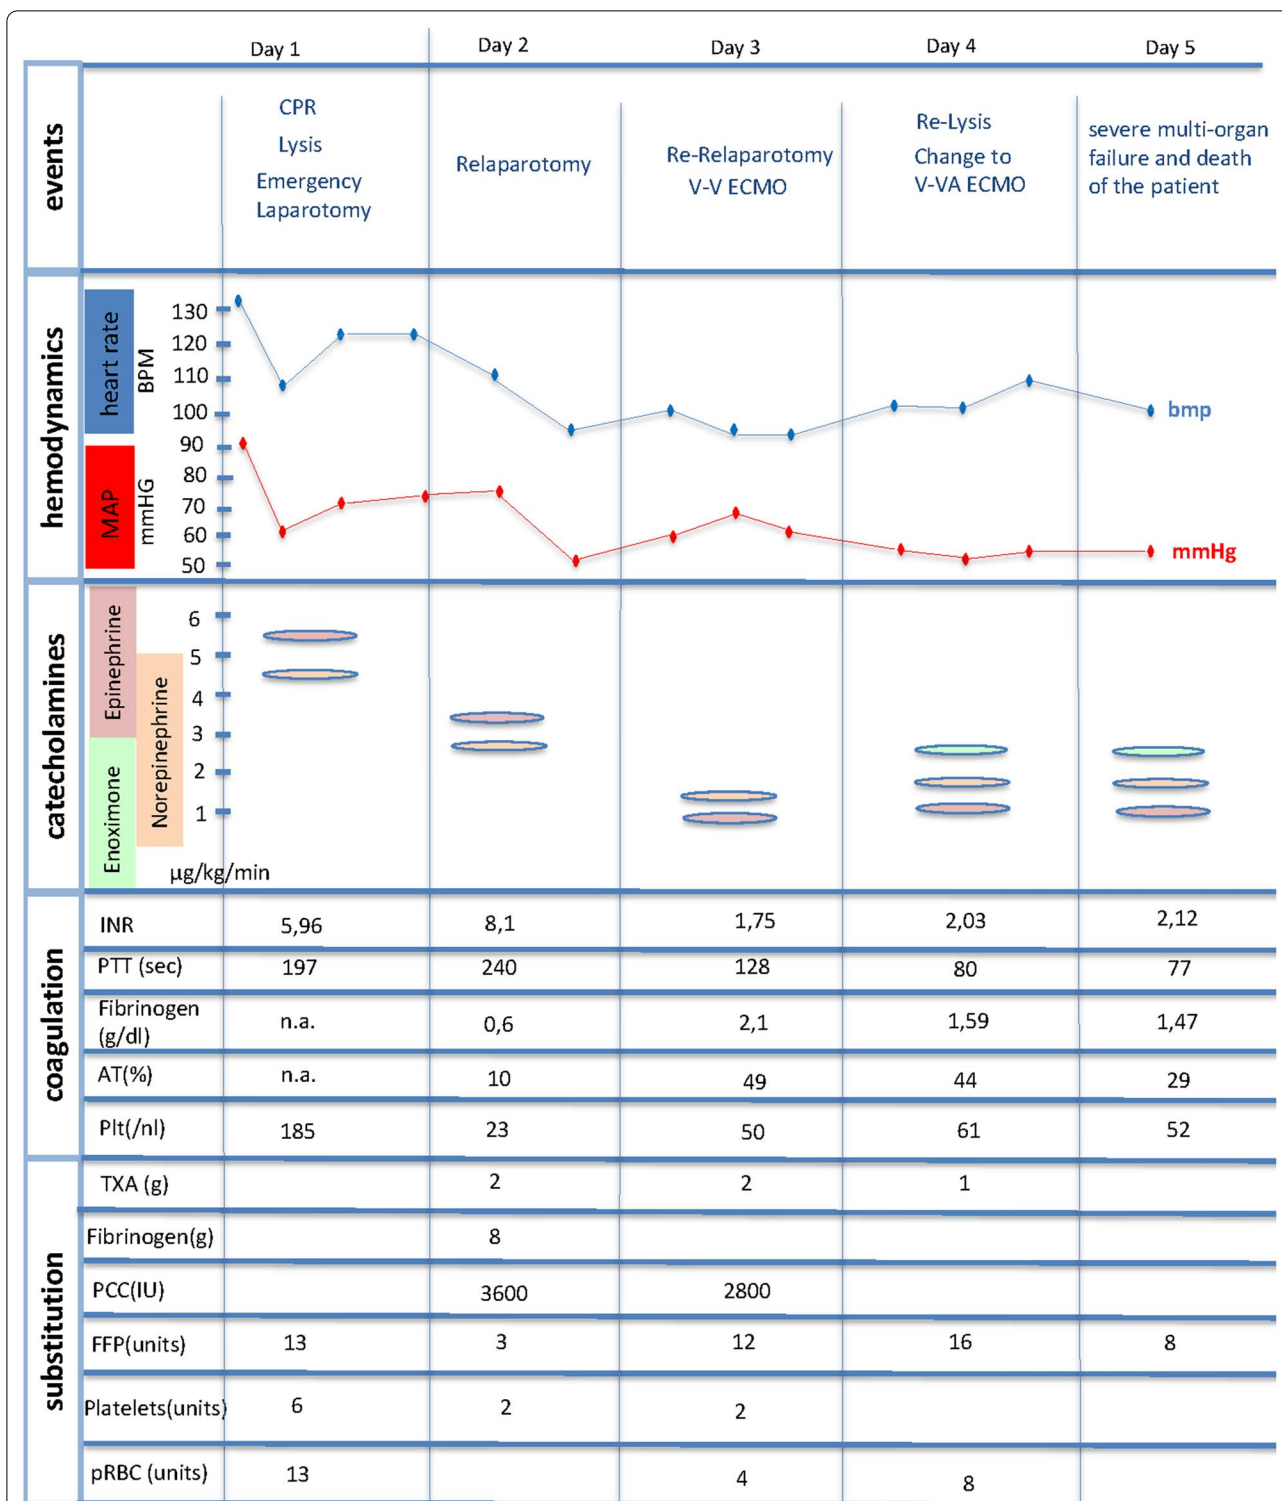 Day 1
Day 2
Day 3
Day 4
Day 5
events
CPR
Lysis
Emergency
Laparotomy
Relaparotomy
Re-Relaparotomy
V-V ECMO
Re-Lysis
Change to
V-VA ECMO
severe multi-organ
failure and death
of the patient
hemodynamics
heart rate
BPM
MAP
mmHG
130
120
110
100
90
80
70
60
50
bmp
mmHg
catecholamines
Epinephrine
Norepinephrine
Enoximone
6
5
4
3
2
1
µg/kg/min
coagulation
INR 5,96 8,1 1,75 2,03 2,12
PTT (sec) 197 240 128 80 77
Fibrinogen
(g/dl) n.a. 0,6 2,1 1,59 1,47
AT(%) n.a. 10 49 44 29
Plt(/nl) 185 23 50 61 52
substitution
TXA (g) 2 2 1
Fibrinogen(g) 8
PCC(IU) 3600 2800
FFP(units) 13 3 12 16 8
Platelets(units) 6 2 2
pRBC (units) 13 4 8